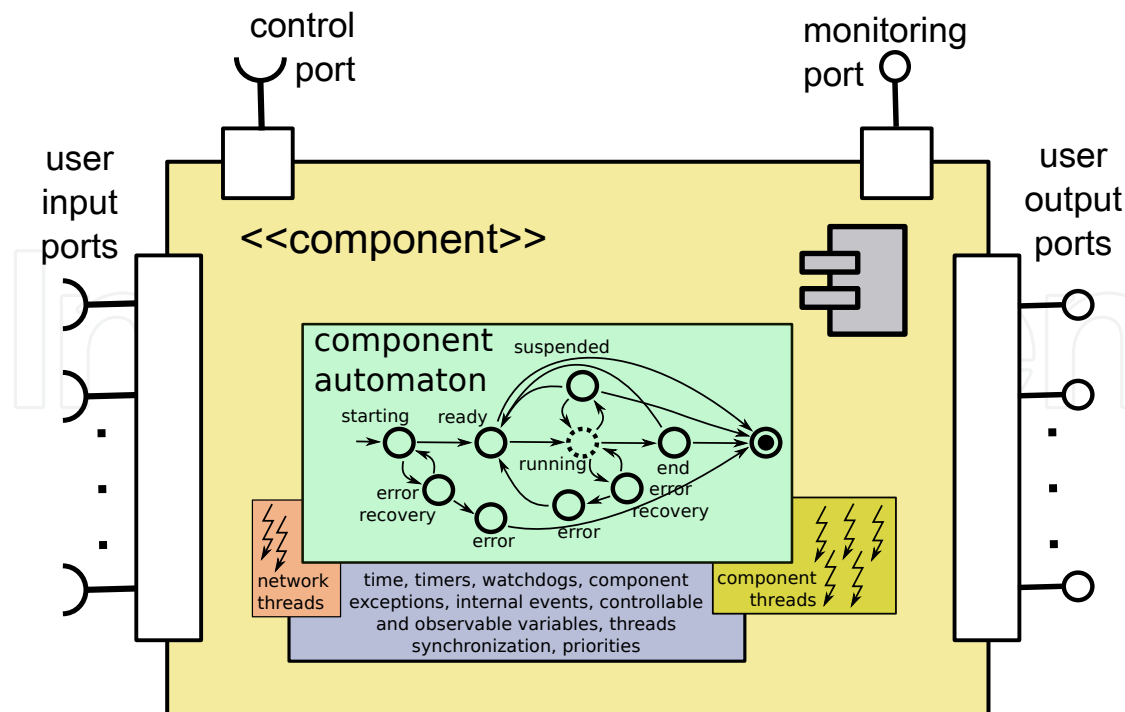 control
port
monitoring
port
user
input
ports
user
output
ports
<<component>>
component
automaton
suspended
starting
ready
running
end
error
recovery
error
recovery
error
error
network
threads
time, timers, watchdogs, component
exceptions, internal events, controllable
and observable variables, threads
synchronization, priorities
component
threads